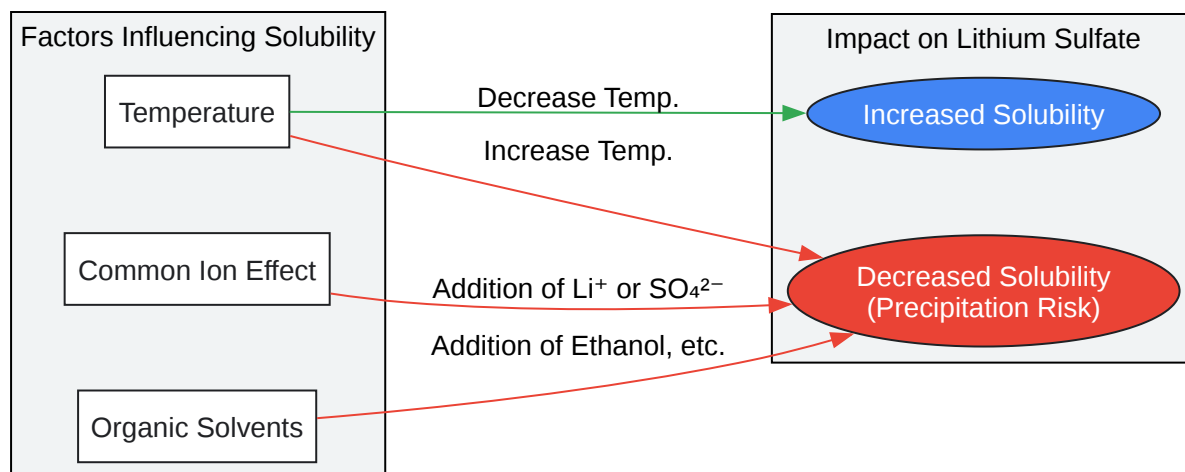 Factors Influencing Solubility
Impact on Lithium Sulfate
Temperature
Decrease Temp.
Increased Solubility
Increase Temp.
Common Ion Effect
Addition of Li⁺ or SO₄²⁻
Decreased Solubility
(Precipitation Risk)
Addition of Ethanol, etc.
Organic Solvents